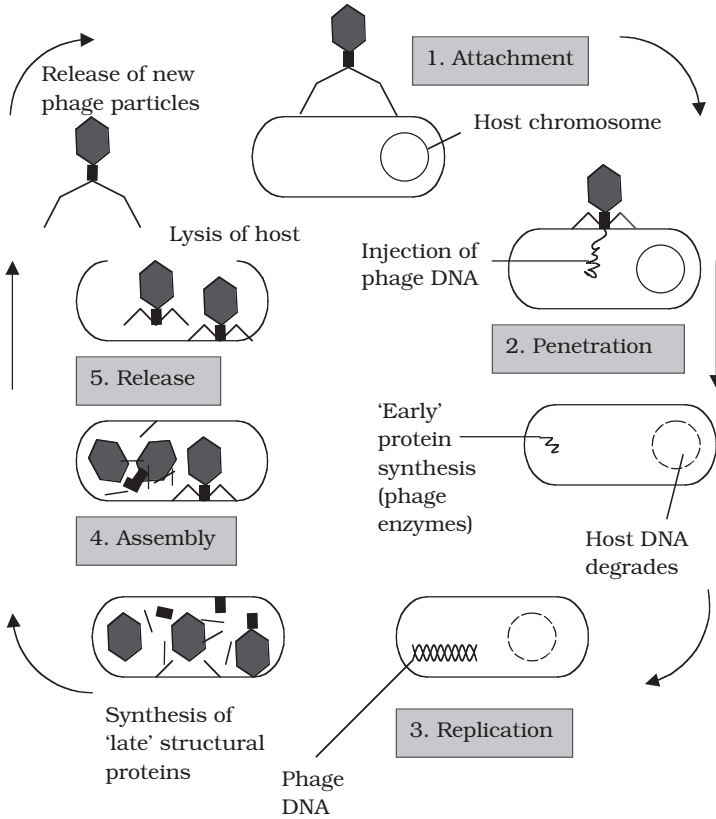 1. Attachment
Release of new
phage particles
Host chromosome
Lysis of host
Injection of
phage DNA
2. Penetration
5. Release
‘Early’
protein
synthesis
(phage
enzymes)
4. Assembly
Host DNA
degrades
Synthesis of
‘late’ structural
proteins
3. Replication
Phage
DNA